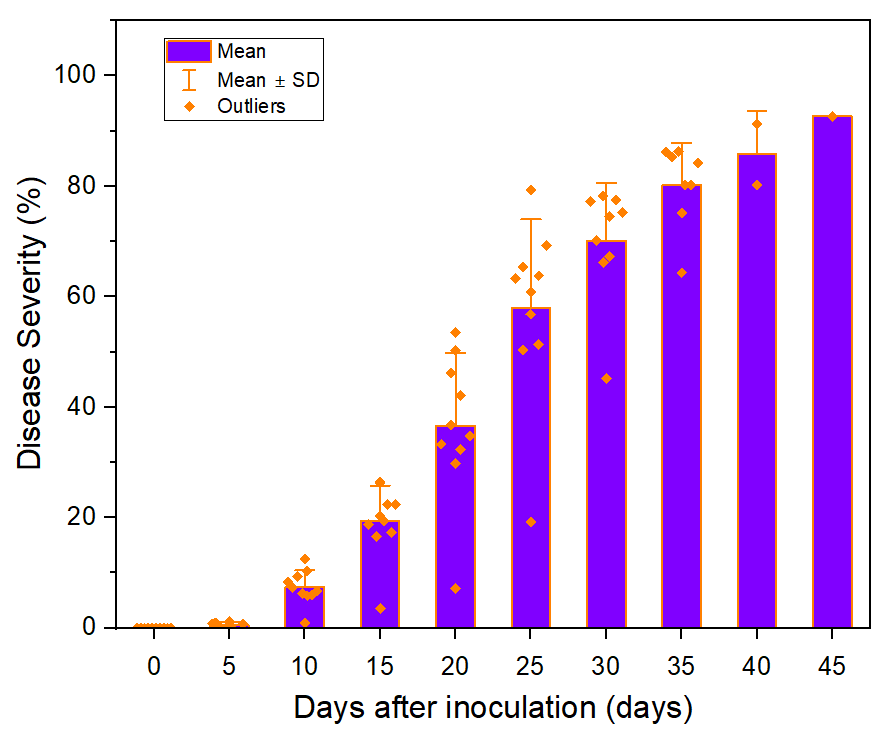 Mean
Mean ± SD
Outliers
100
80
60
40
20
0
Disease Severity (%)
0 5 10 15 20 25 30 35 40 45
Days after inoculation (days)